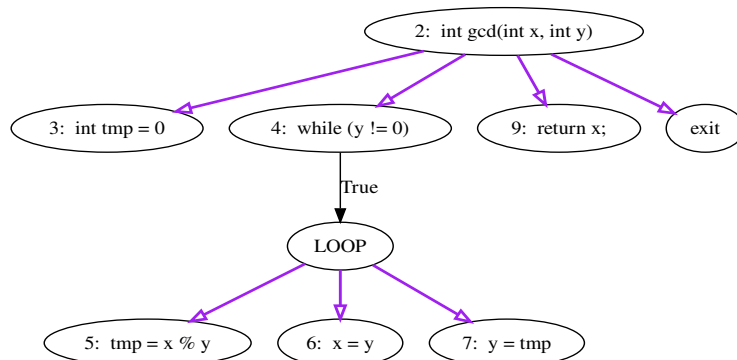 2: int gcd(int x, int y)
3: int tmp = 0
4: while (y != 0)
9: return x;
exit
True
LOOP
5: tmp = x % y
6: x = y
7: y = tmp